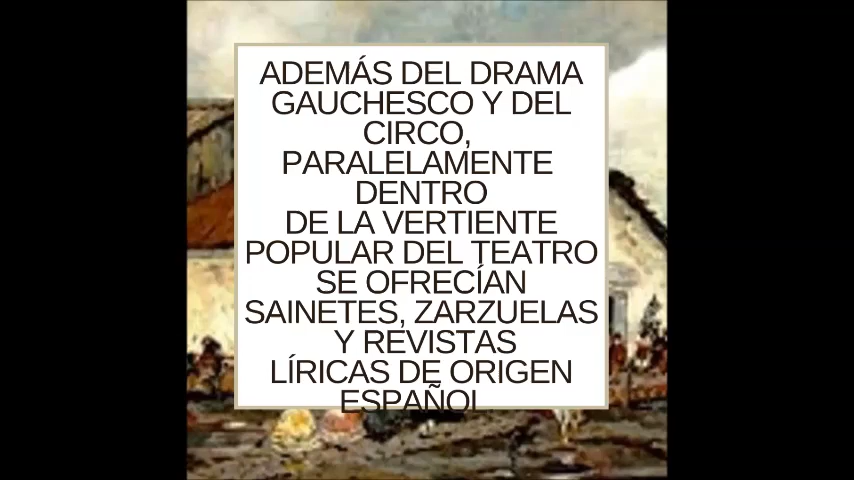 ADEMÁS DEL DRAMA
GAUCHESCO Y DEL
CIRCO,
PARALELAMENTE
DENTRO
DE LA VERTIENTE
POPULAR DEL TEATRO
SE OFRECÍAN
SAINETES, ZARZUELAS
Y REVISTAS
LÍRICAS DE ORIGEN
ESPAÑOL